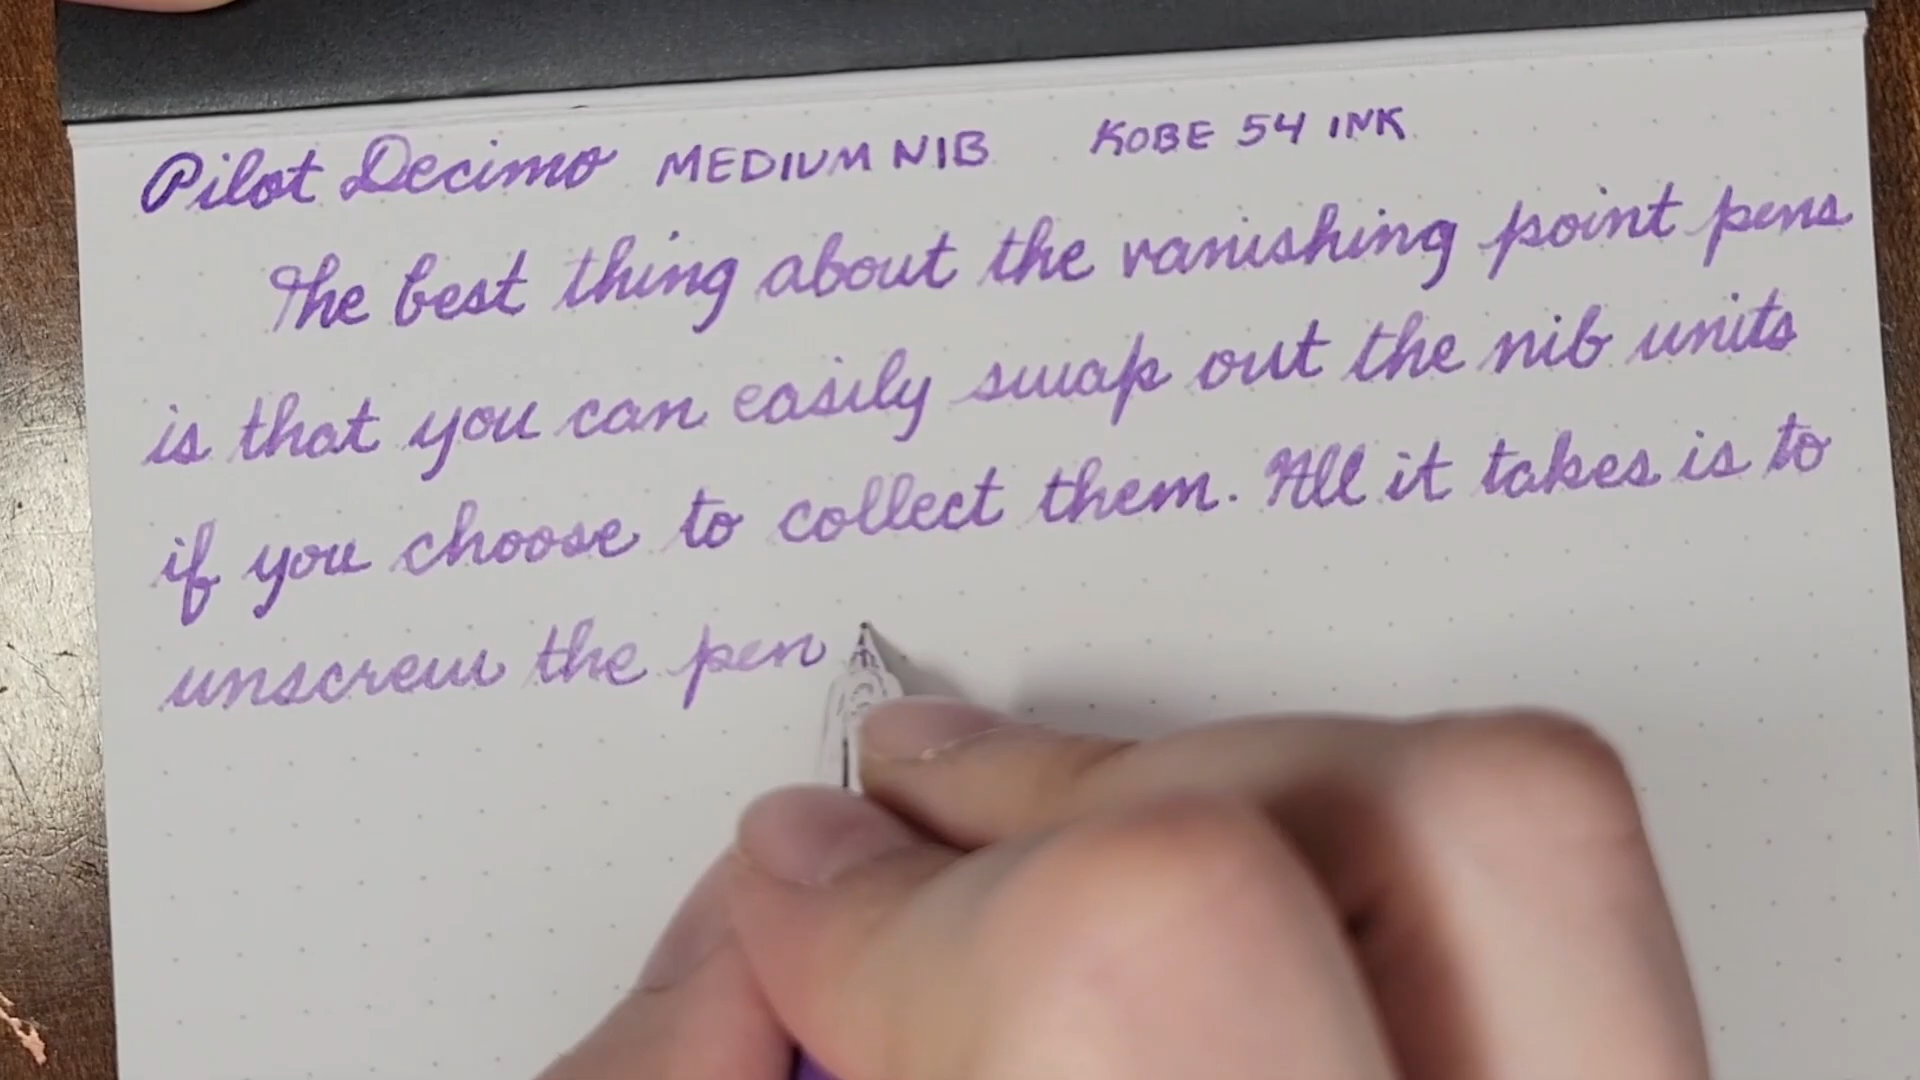 Pilot Decimo MEDIUM NIB KOBE 54 INK
The best thing about the vanishing point pens
is that you can easily swap out the nib units
if you choose to collect them. All it takes is to
unscrew the pen